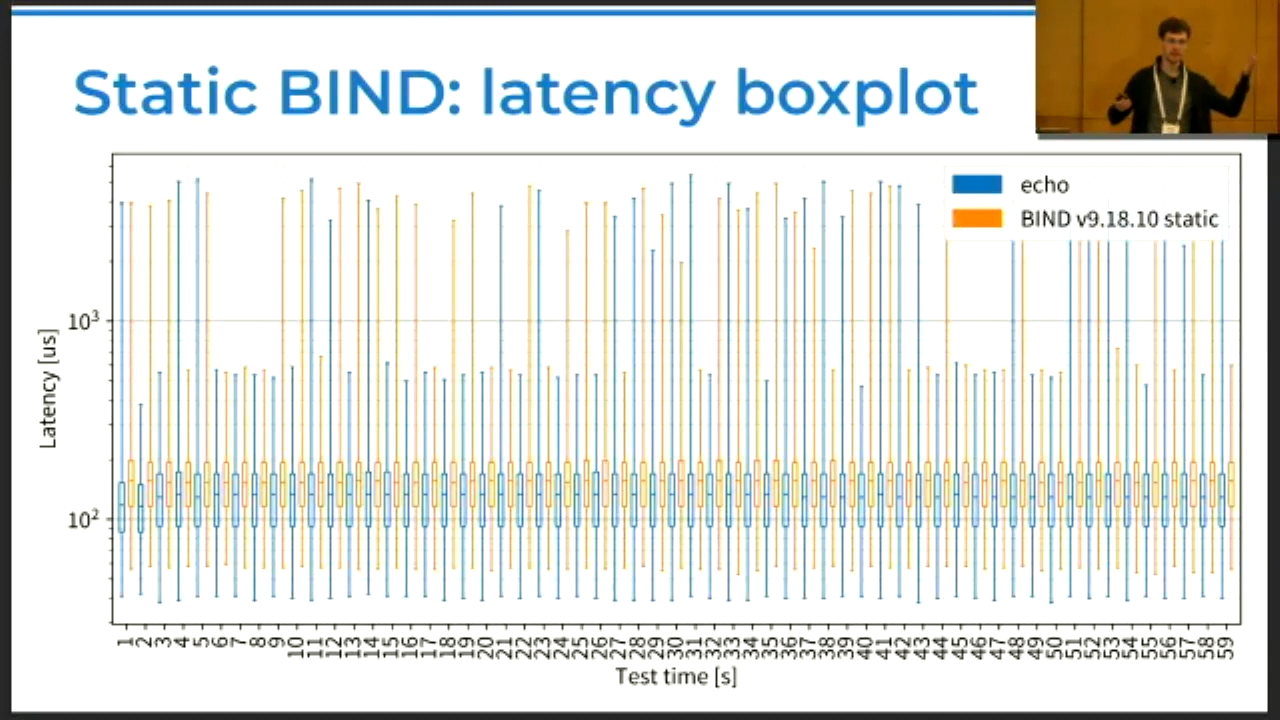 Static BIND: latency boxplot
echo
BIND v9.18.10 static
Latency [us]
10³
10²
1 2 3 4 5 6 7 8 9 10 11 12 13 14 15 16 17 18 19 20 21 22 23 24 25 26 27 28 29 30 31 32 33 34 35 36 37 38 39 40 41 42 43 44 45 46 47 48 49 50 51 52 53 54 55 56 57 58 59
Test time [s]